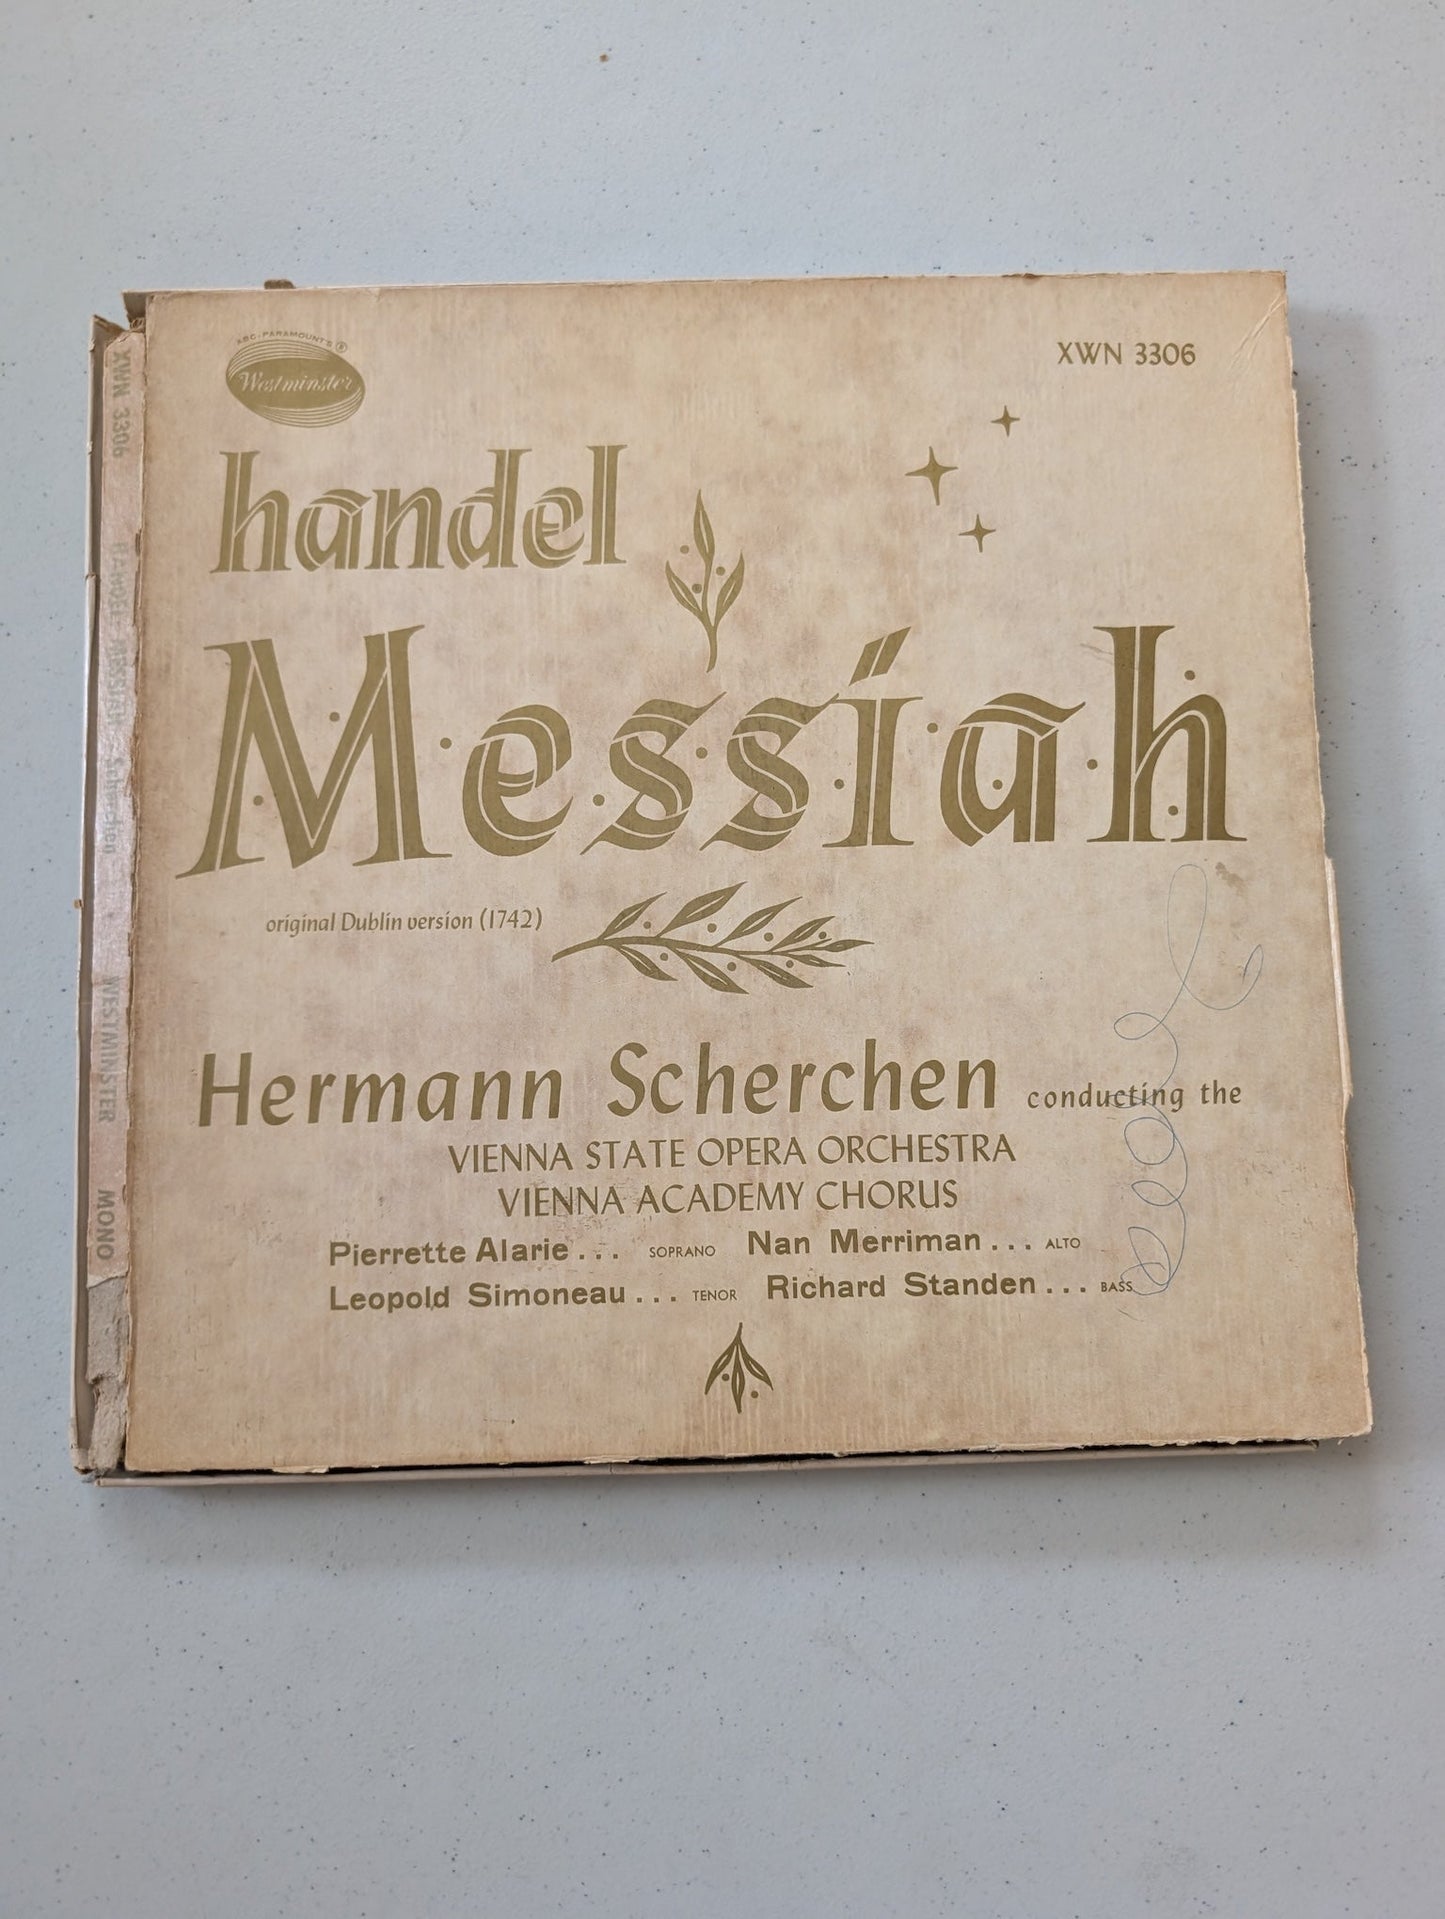 ABC-PARAMOUNT'S ®
Westminster
XWN 3306
handel
Messiah
original Dublin version (1742)
Hermann Scherchen conducting the
VIENNA STATE OPERA ORCHESTRA
VIENNA ACADEMY CHORUS
Pierrette Alarie... SOPRANO Nan Merriman... ALTO
Leopold Simoneau... TENOR Richard Standen... BASS
XWN 3306 HANDEL: MESSIAH Scherchen WESTMINSTER MONO